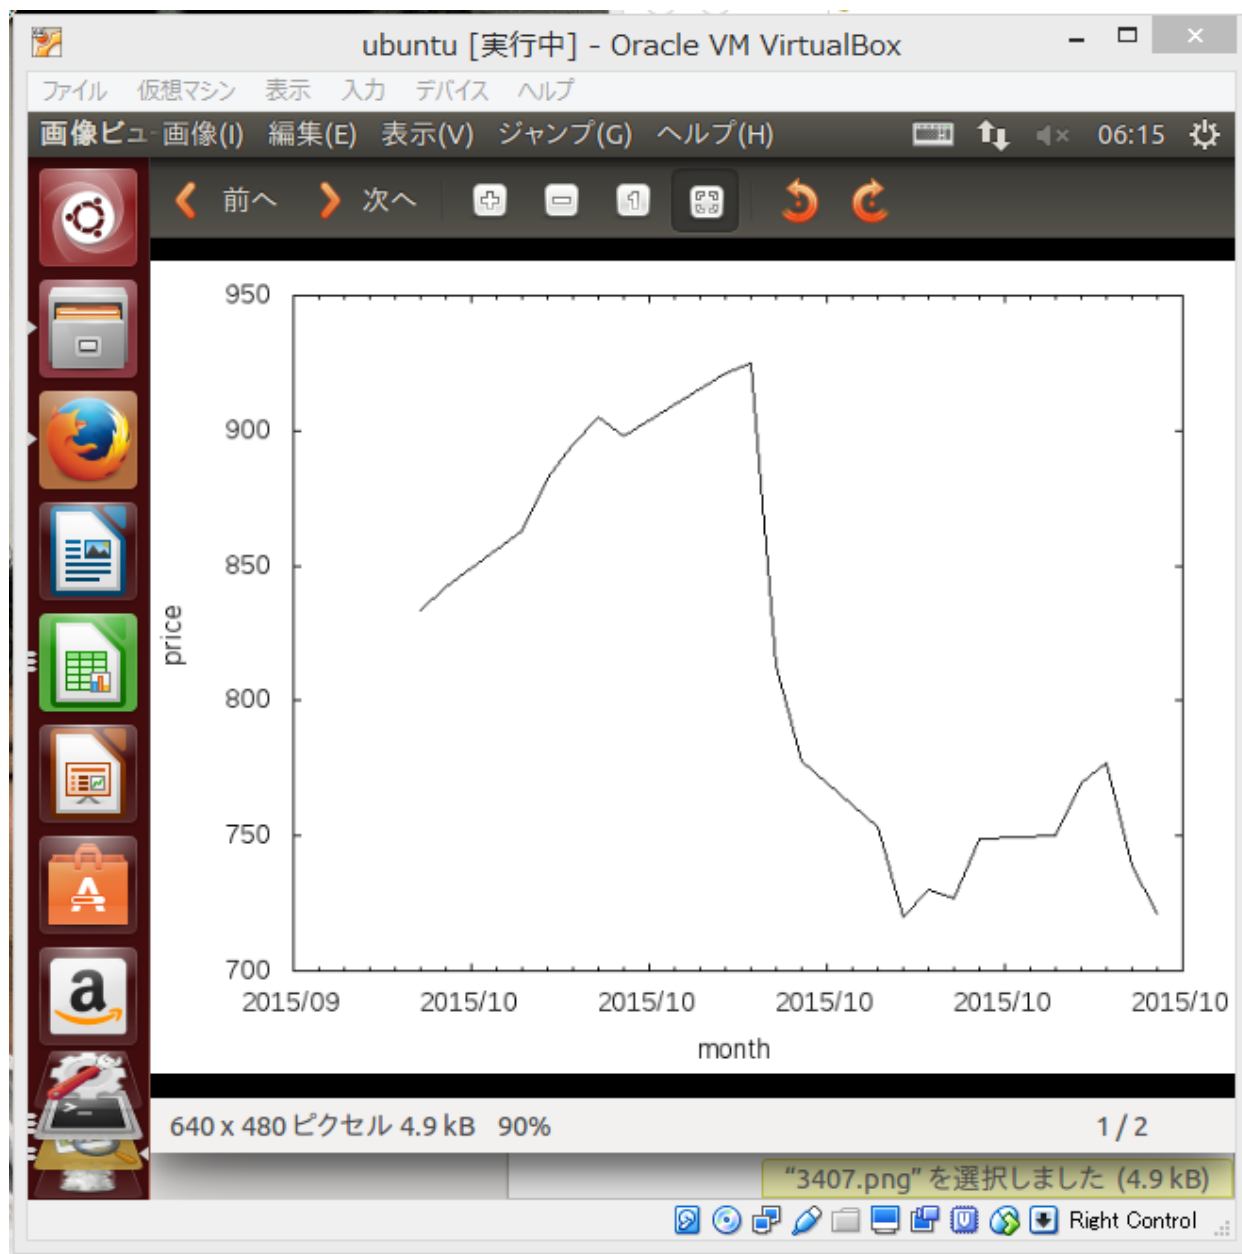 ubuntu [実行中] - Oracle VM VirtualBox
ファイル 仮想マシン 表示 入力 デバイス ヘルプ
画像ビュ 画像(I) 編集(E) 表示(V) ジャンプ(G) ヘルプ(H) 06:15
前へ 次へ 1
950
900
850
800
750
700
price
2015/09 2015/10 2015/10 2015/10 2015/10 2015/10
month
640 x 480 ピクセル 4.9 kB 90% 1 / 2
“3407.png” を選択しました (4.9 kB)
Right Control